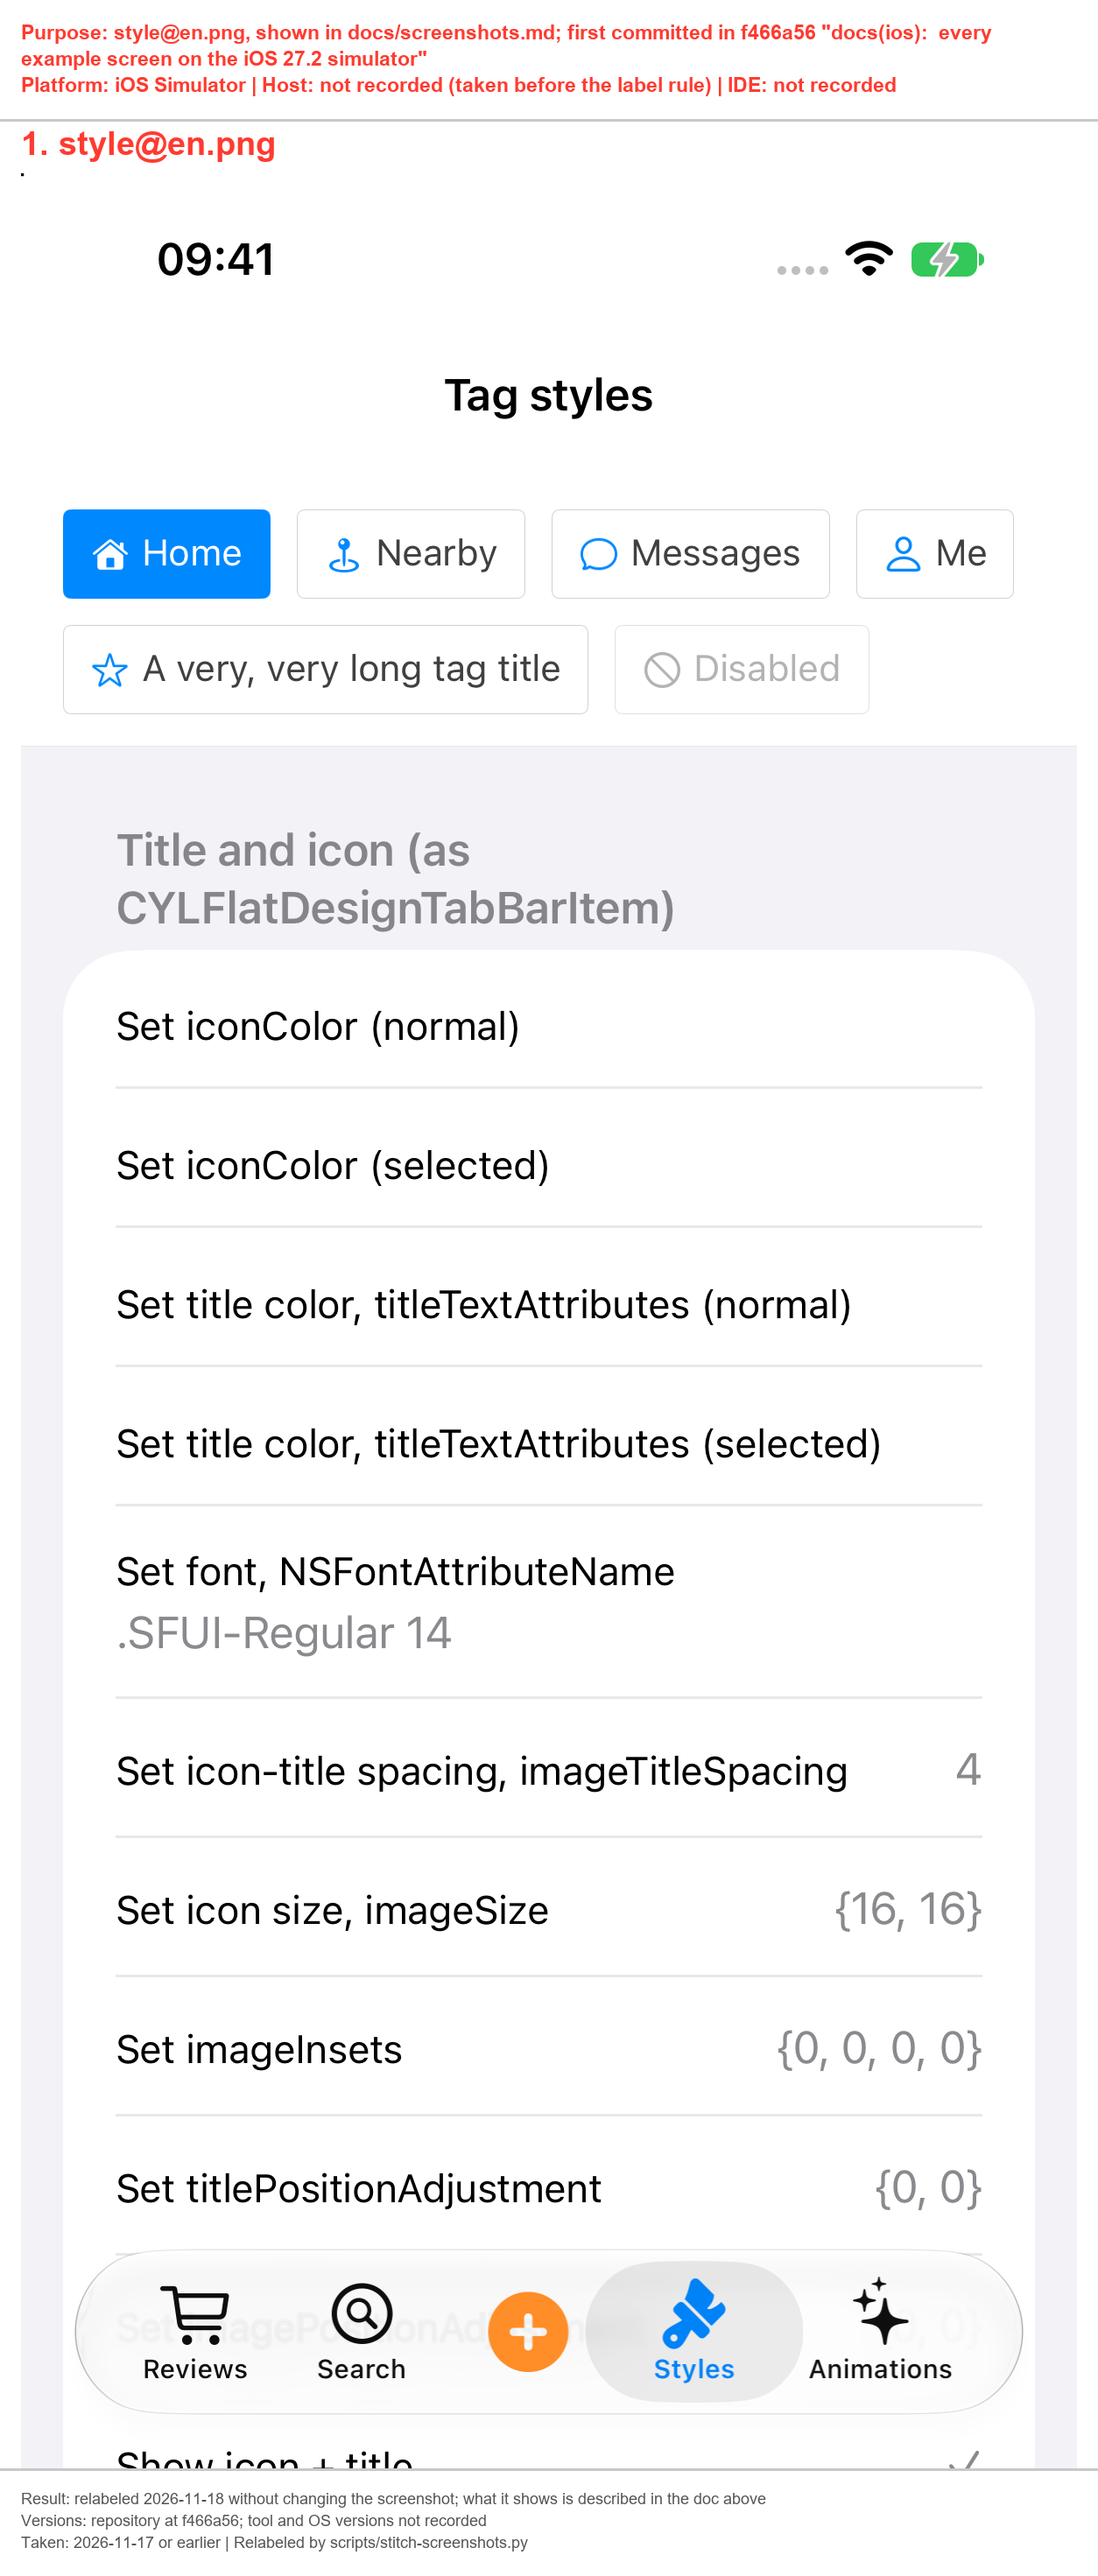 Purpose: style@en.png, shown in docs/screenshots.md; first committed in f466a56 "docs(ios):  every
example screen on the iOS 27.2 simulator"
Platform: iOS Simulator | Host: not recorded (taken before the label rule) | IDE: not recorded
1. style@en.png
.
09:41
Tag styles
Home Nearby Messages Me
A very, very long tag title Disabled
Title and icon (as
CYLFlatDesignTabBarItem)
Set iconColor (normal)
Set iconColor (selected)
Set title color, titleTextAttributes (normal)
Set title color, titleTextAttributes (selected)
Set font, NSFontAttributeName
.SFUI-Regular 14
Set icon-title spacing, imageTitleSpacing 4
Set icon size, imageSize {16, 16}
Set imageInsets {0, 0, 0, 0}
Set titlePositionAdjustment {0, 0}
Reviews Search Styles Animations
Show icon + title
Result: relabeled 2026-11-18 without changing the screenshot; what it shows is described in the doc above
Versions: repository at f466a56; tool and OS versions not recorded
Taken: 2026-11-17 or earlier | Relabeled by scripts/stitch-screenshots.py